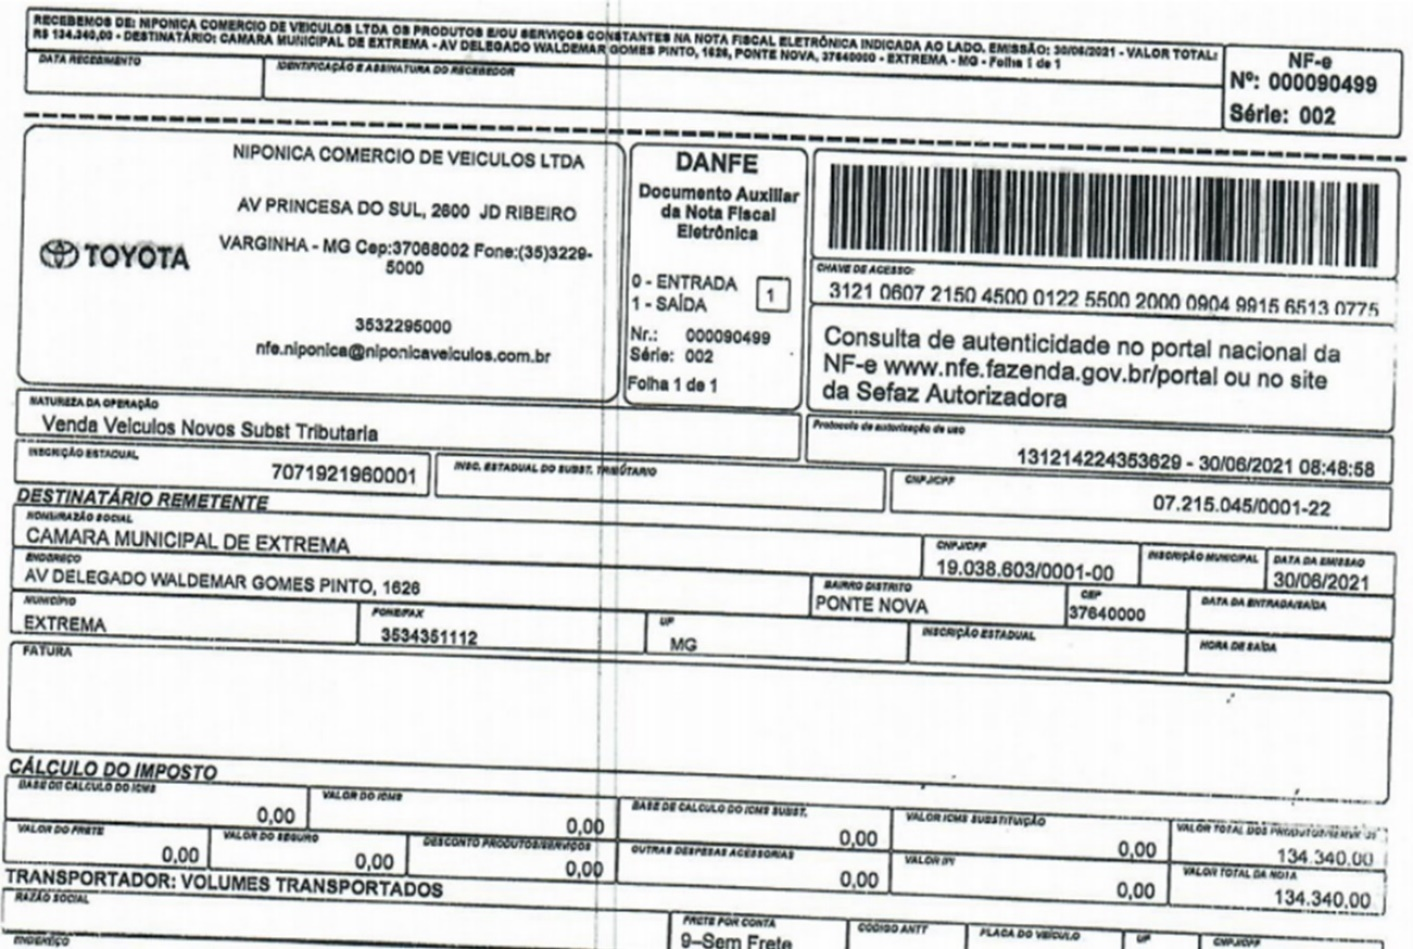 RECEBEMOS DE: NIPONICA COMERCIO DE VEICULOS LTDA OS PRODUTOS E/OU SERVIÇOS CONSTANTES NA NOTA FISCAL ELETRÔNICA INDICADA AO LADO. EMISSÃO: 30/06/2021 - VALOR TOTAL:
R$ 134.340,00 - DESTINATÁRIO: CAMARA MUNICIPAL DE EXTREMA - AV DELEGADO WALDEMAR GOMES PINTO, 1626, PONTE NOVA, 37640000 - EXTREMA - MG - Folha 1 de 1
DATA RECEBIMENTO
IDENTIFICAÇÃO E ASSINATURA DO RECEBEDOR
NF-e
Nº: 000090499
Série: 002
NIPONICA COMERCIO DE VEICULOS LTDA
AV PRINCESA DO SUL, 2600 JD RIBEIRO
TOYOTA
VARGINHA - MG Cep:37068002 Fone:(35)3229-
5000
3532295000
nfe.niponica@niponicaveiculos.com.br
DANFE
Documento Auxiliar
da Nota Fiscal
Eletrônica
0 - ENTRADA
1 - SAÍDA
1
Nr.: 000090499
Série: 002
Folha 1 de 1
CHAVE DE ACESSO:
3121 0607 2150 4500 0122 5500 2000 0904 9915 6513 0775
Consulta de autenticidade no portal nacional da
NF-e www.nfe.fazenda.gov.br/portal ou no site
da Sefaz Autorizadora
NATUREZA DA OPERAÇÃO
Venda Veiculos Novos Subst Tributaria
Protocolo de autorização de uso
131214224353629 - 30/06/2021 08:48:58
INSCRIÇÃO ESTADUAL
7071921960001
INSC. ESTADUAL DO SUBST. TRIBUTARIO
CNPJ/CPF
07.215.045/0001-22
DESTINATÁRIO REMETENTE
NOME/RAZÃO SOCIAL
CAMARA MUNICIPAL DE EXTREMA
CNPJ/CPF
19.038.603/0001-00
INSCRIÇÃO MUNICIPAL
DATA DA EMISSAO
30/06/2021
ENDEREÇO
AV DELEGADO WALDEMAR GOMES PINTO, 1626
BAIRRO DISTRITO
PONTE NOVA
CEP
37640000
DATA DA ENTRADA/SAÍDA
MUNICÍPIO
EXTREMA
FONE/FAX
3534351112
UF
MG
INSCRIÇÃO ESTADUAL
HORA DE SAÍDA
FATURA
CÁLCULO DO IMPOSTO
BASE DE CALCULO DO ICMS
0,00
VALOR DO ICMS
0,00
BASE DE CALCULO DO ICMS SUBST.
0,00
VALOR ICMS SUBSTITUIÇÃO
0,00
VALOR TOTAL DOS
134.340,00
VALOR DO FRETE
0,00
VALOR DO SEGURO
0,00
DESCONTO PRODUTOS/SERVIÇOS
0,00
OUTRAS DESPESAS ACESSORIAS
0,00
VALOR IPI
0,00
VALOR TOTAL DA NOTA
134.340,00
TRANSPORTADOR: VOLUMES TRANSPORTADOS
RAZÃO SOCIAL
FRETE POR CONTA
9–Sem Frete
CODIGO ANTT
PLACA DO VEÍCULO
UF
CNPJ/CPF
ENDEREÇO